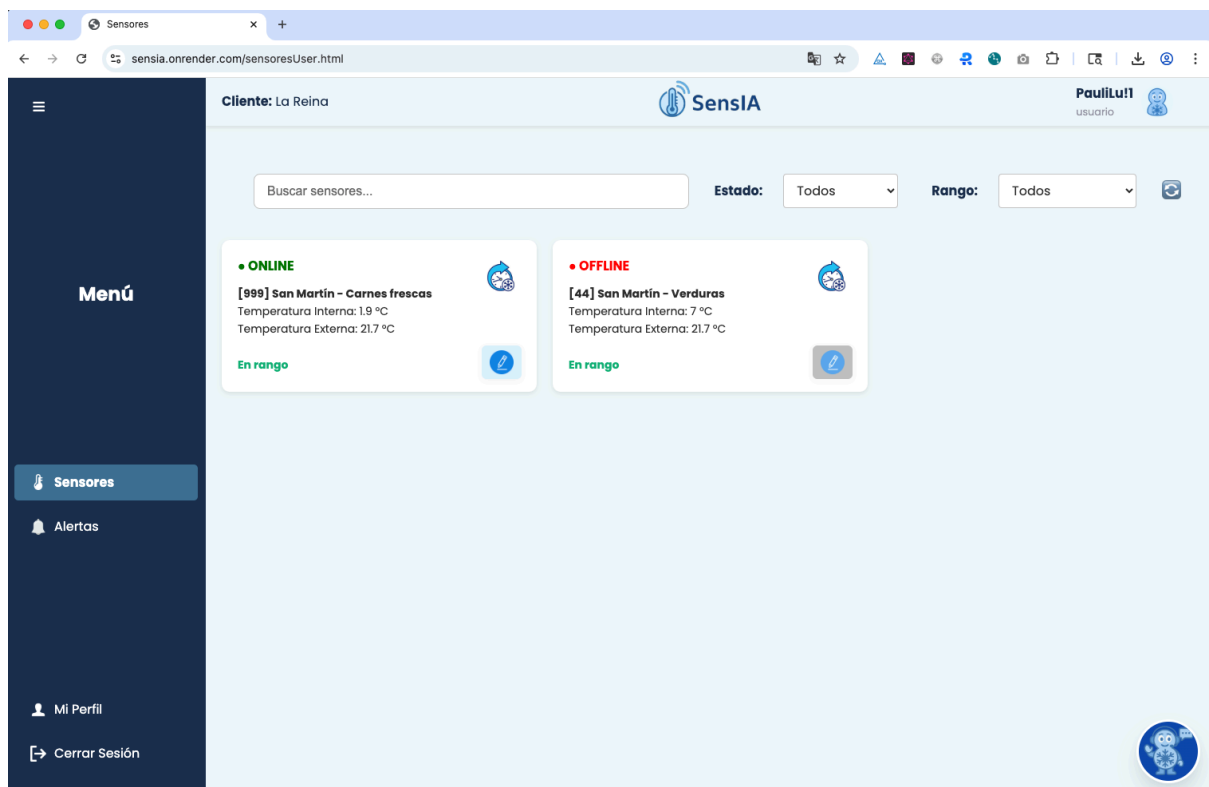 Sensores
sensia.onrender.com/sensoresUser.html
Cliente: La Reina
SensIA
PauliLu!1
usuario
Buscar sensores...
Estado:
Todos
Rango:
Todos
Menú
Sensores
Alertas
Mi Perfil
Cerrar Sesión
• ONLINE
[999] San Martín - Carnes frescas
Temperatura Interna: 1.9 °C
Temperatura Externa: 21.7 °C
En rango
• OFFLINE
[44] San Martín - Verduras
Temperatura Interna: 7 °C
Temperatura Externa: 21.7 °C
En rango